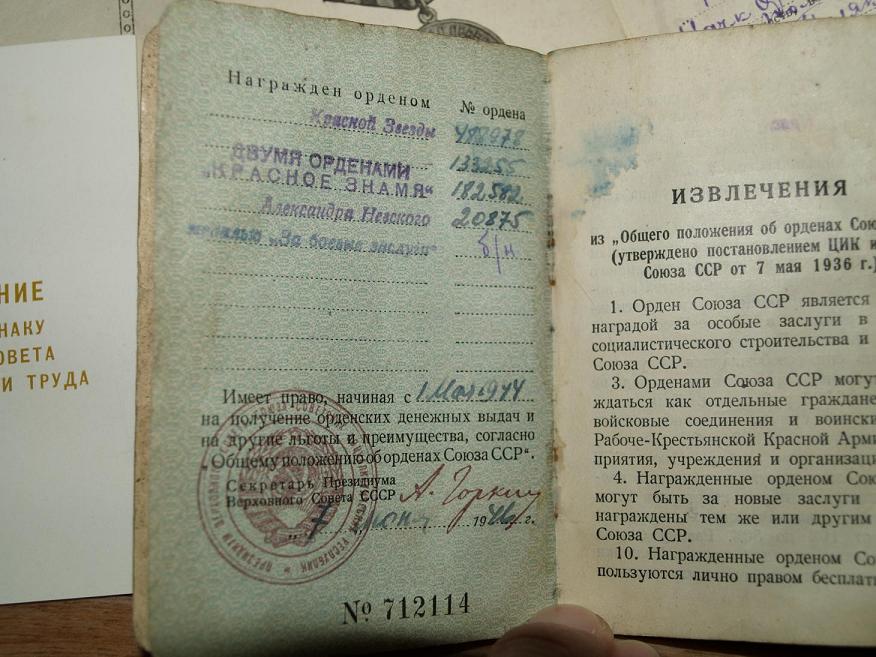 НИЕ
НАКУ
ОВЕТА
И ТРУДА
Награжден орденом № ордена
Красной Звезды
ДВУМЯ ОРДЕНАМИ 133255
„КРАСНОЕ ЗНАМЯ“ 182502
Александра Невского 20875
медалью „За боевые заслуги“ б/н
Имеет право, начиная с 1 Мая 1944
на получение орденских денежных выдач и
на другие льготы и преимущества, согласно
„Общему положению об орденах Союза ССР“.
Секретарь Президиума
Верховного Совета СССР А. Горкин
1946 г.
№ 712114
ИЗВЛЕЧЕНИЯ
из „Общего положения об орденах Сою
(утверждено постановлением ЦИК и
Союза ССР от 7 мая 1936 г.)
1. Орден Союза ССР является
наградой за особые заслуги в
социалистического строительства и
Союза ССР.
3. Орденами Союза ССР могут
ждаться как отдельные граждане
войсковые соединения и воински
Рабоче-Крестьянской Красной Арми
приятия, учреждения и организаци
4. Награжденные орденом Сою
могут быть за новые заслуги
награждены тем же или другим
Союза ССР.
10. Награжденные орденом Со
пользуются лично правом бесплат